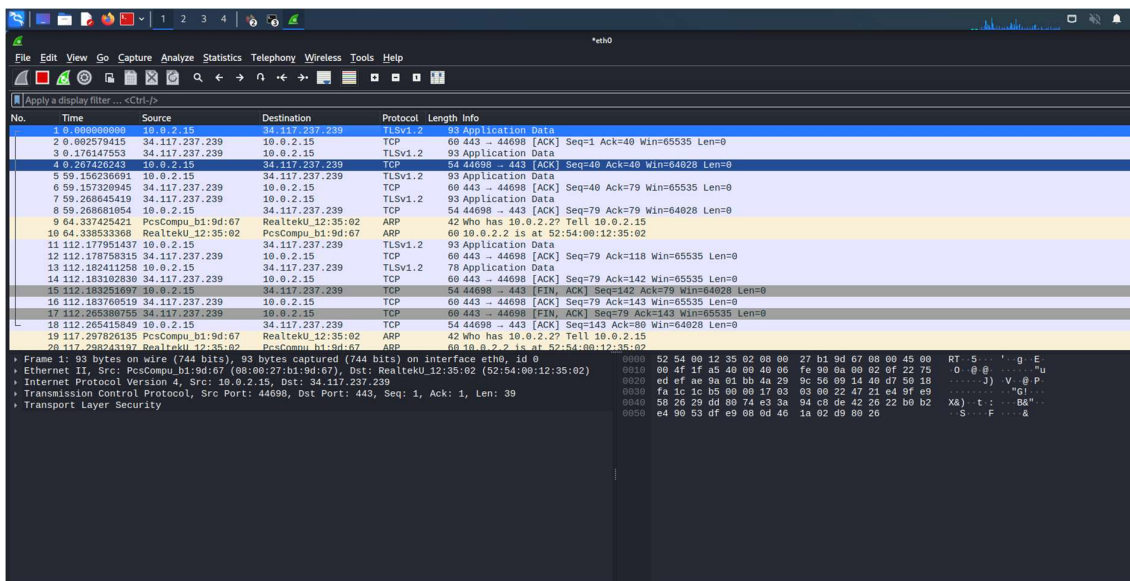 1 2 3 4
*eth0
File Edit View Go Capture Analyze Statistics Telephony Wireless Tools Help
Apply a display filter ... <Ctrl-/>
No. Time Source Destination Protocol Length Info
1 0.000000000 10.0.2.15 34.117.237.239 TLSv1.2 93 Application Data
2 0.002579415 34.117.237.239 10.0.2.15 TCP 60 443 → 44698 [ACK] Seq=1 Ack=40 Win=65535 Len=0
3 0.176147553 34.117.237.239 10.0.2.15 TLSv1.2 93 Application Data
4 0.267426243 10.0.2.15 34.117.237.239 TCP 54 44698 → 443 [ACK] Seq=40 Ack=40 Win=64028 Len=0
5 59.156236691 10.0.2.15 34.117.237.239 TLSv1.2 93 Application Data
6 59.157320945 34.117.237.239 10.0.2.15 TCP 60 443 → 44698 [ACK] Seq=40 Ack=79 Win=65535 Len=0
7 59.268645419 34.117.237.239 10.0.2.15 TLSv1.2 93 Application Data
8 59.268681054 10.0.2.15 34.117.237.239 TCP 54 44698 → 443 [ACK] Seq=79 Ack=79 Win=64028 Len=0
9 64.337425421 PcsCompu_b1:9d:67 RealtekU_12:35:02 ARP 42 Who has 10.0.2.2? Tell 10.0.2.15
10 64.338533368 RealtekU_12:35:02 PcsCompu_b1:9d:67 ARP 60 10.0.2.2 is at 52:54:00:12:35:02
11 112.177951437 10.0.2.15 34.117.237.239 TLSv1.2 93 Application Data
12 112.178758315 34.117.237.239 10.0.2.15 TCP 60 443 → 44698 [ACK] Seq=79 Ack=118 Win=65535 Len=0
13 112.182411258 10.0.2.15 34.117.237.239 TLSv1.2 78 Application Data
14 112.183102830 34.117.237.239 10.0.2.15 TCP 60 443 → 44698 [ACK] Seq=79 Ack=142 Win=65535 Len=0
15 112.183251697 10.0.2.15 34.117.237.239 TCP 54 44698 → 443 [FIN, ACK] Seq=142 Ack=79 Win=64028 Len=0
16 112.183760519 34.117.237.239 10.0.2.15 TCP 60 443 → 44698 [ACK] Seq=79 Ack=143 Win=65535 Len=0
17 112.265380755 34.117.237.239 10.0.2.15 TCP 60 443 → 44698 [FIN, ACK] Seq=79 Ack=143 Win=65535 Len=0
18 112.265415849 10.0.2.15 34.117.237.239 TCP 54 44698 → 443 [ACK] Seq=143 Ack=80 Win=64028 Len=0
19 117.297826135 PcsCompu_b1:9d:67 RealtekU_12:35:02 ARP 42 Who has 10.0.2.2? Tell 10.0.2.15
20 117.298243197 RealtekU_12:35:02 PcsCompu_b1:9d:67 ARP 60 10.0.2.2 is at 52:54:00:12:35:02
Frame 1: 93 bytes on wire (744 bits), 93 bytes captured (744 bits) on interface eth0, id 0
Ethernet II, Src: PcsCompu_b1:9d:67 (08:00:27:b1:9d:67), Dst: RealtekU_12:35:02 (52:54:00:12:35:02)
Internet Protocol Version 4, Src: 10.0.2.15, Dst: 34.117.237.239
Transmission Control Protocol, Src Port: 44698, Dst Port: 443, Seq: 1, Ack: 1, Len: 39
Transport Layer Security
0000 52 54 00 12 35 02 08 00 27 b1 9d 67 08 00 45 00 RT··5···'··g··E·
0010 00 4f 1f a5 40 00 40 06 fe 90 0a 00 02 0f 22 75 ·O··@·@·······"u
0020 ed ef ae 9a 01 bb 4a 29 9c 56 09 14 40 d7 50 18 ······J)·V··@·P·
0030 fa 1c 1c b5 00 00 17 03 03 00 22 47 21 e4 9f e9 ··········"G!···
0040 58 26 29 dd 80 74 e3 3a 94 c8 de 42 26 22 b0 b2 X&)··t·:···B&"··
0050 e4 90 53 df e9 08 0d 46 1a 02 d9 80 26 ··S····F····&